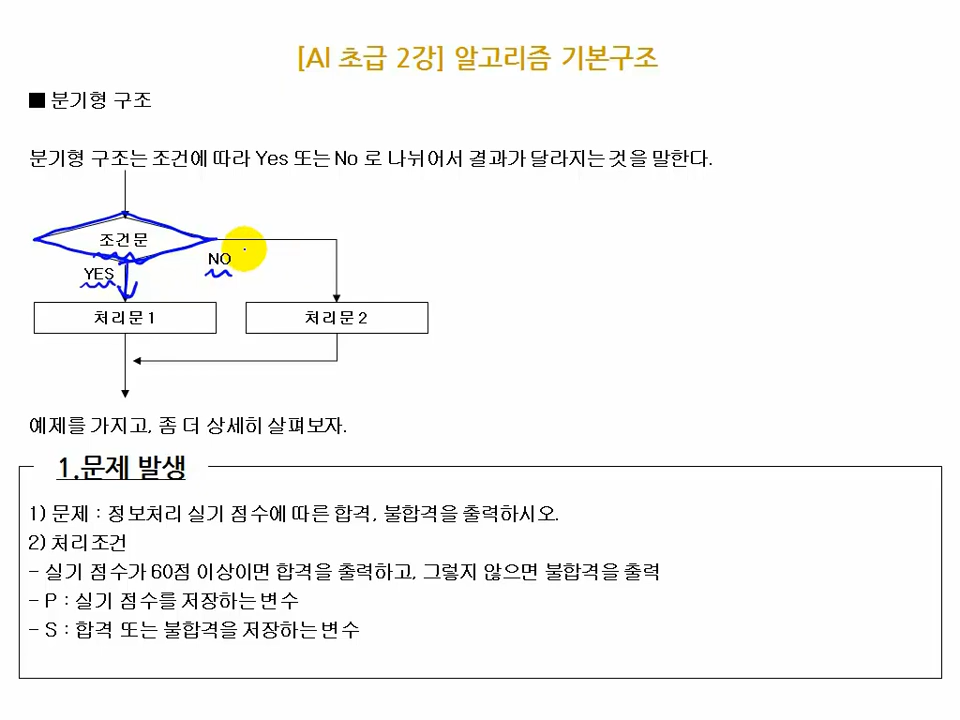 [AI 초급 2강] 알고리즘 기본구조
■ 분기형 구조
분기형 구조는 조건에 따라 Yes 또는 No 로 나뉘어서 결과가 달라지는 것을 말한다.
조건문
YES
NO
처리문1
처리문2
예제를 가지고, 좀 더 상세히 살펴보자.
1.문제 발생
1) 문제 : 정보처리 실기 점수에 따른 합격, 불합격을 출력하시오.
2) 처리조건
- 실기 점수가 60점 이상이면 합격을 출력하고, 그렇지 않으면 불합격을 출력
- P : 실기 점수를 저장하는 변수
- S : 합격 또는 불합격을 저장하는 변수